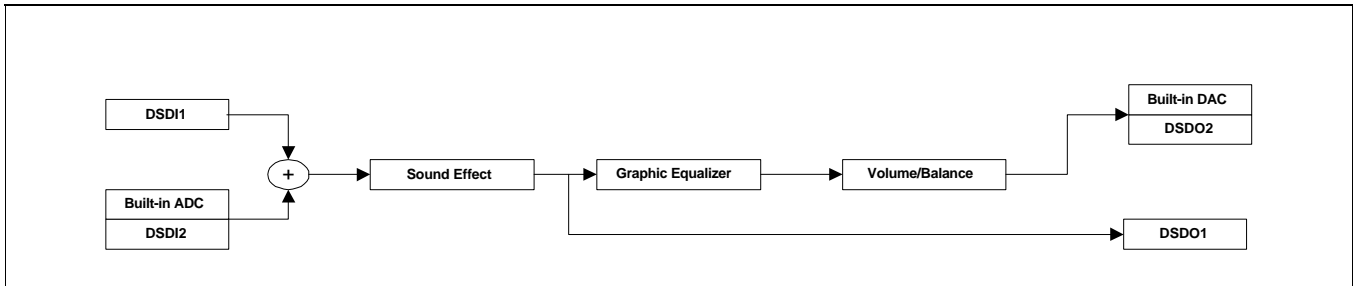 DSDI1
Built-in ADC
DSDI2
+
Sound Effect
Graphic Equalizer
Volume/Balance
Built-in DAC
DSDO2
DSDO1